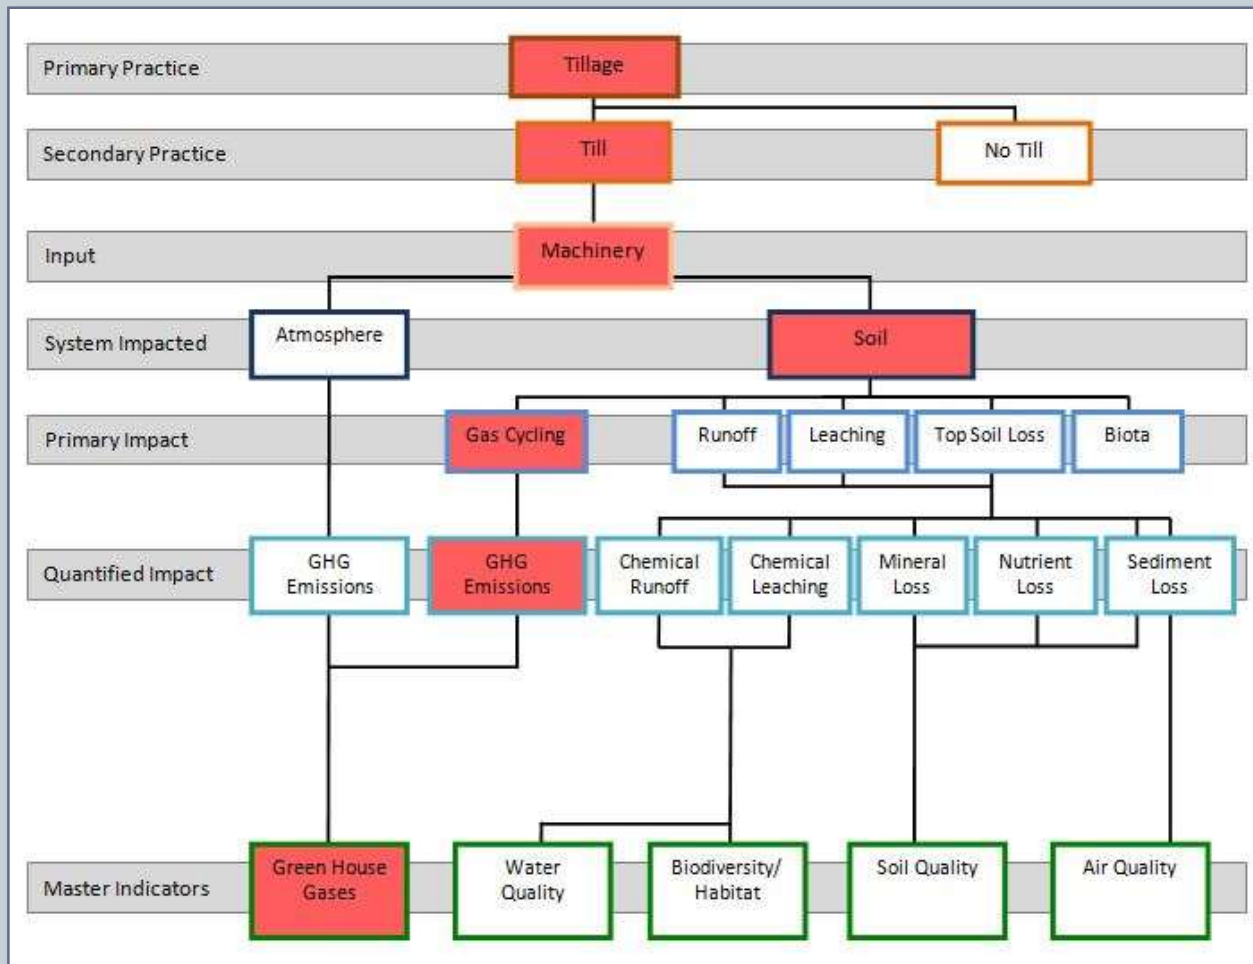 Primary Practice
Tillage
Secondary Practice
Till
No Till
Input
Machinery
System Impacted
Atmosphere
Soil
Primary Impact
Gas Cycling
Runoff
Leaching
Top Soil Loss
Biota
Quantified Impact
GHG
Emissions
GHG
Emissions
Chemical
Runoff
Chemical
Leaching
Mineral
Loss
Nutrient
Loss
Sediment
Loss
Master Indicators
Green House
Gases
Water
Quality
Biodiversity/
Habitat
Soil Quality
Air Quality